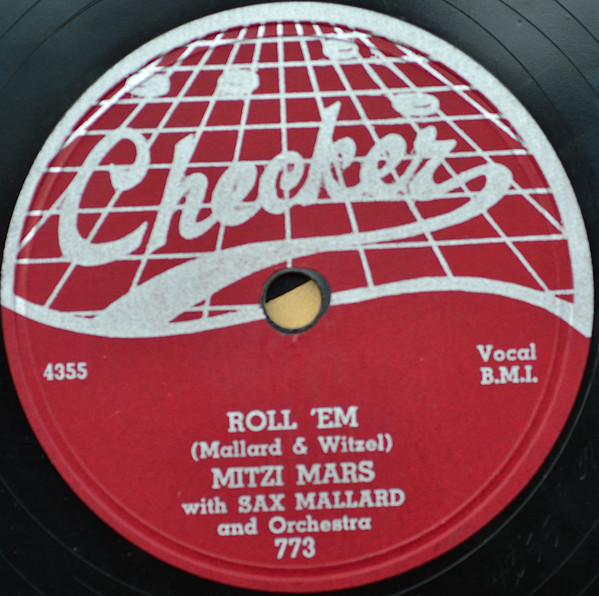 Checker
4355
Vocal
B.M.I.
ROLL 'EM
(Mallard & Witzel)
MITZI MARS
with SAX MALLARD
and Orchestra
773